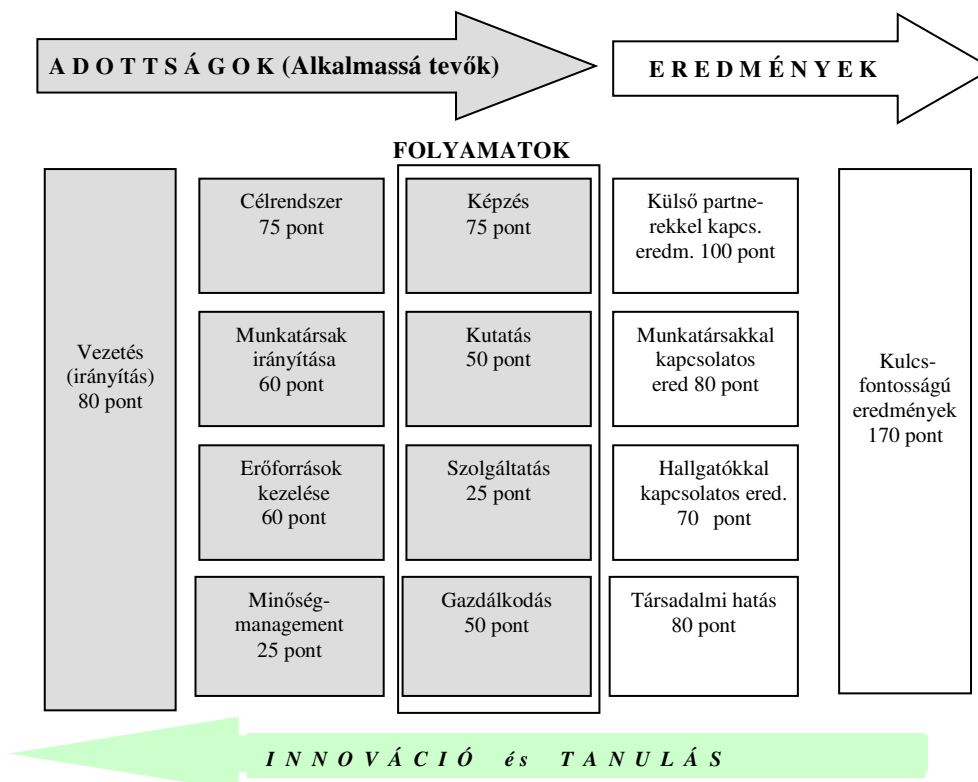 A D O T T S Á G O K (Alkalmassá tevők)
E R E D M É N Y E K
FOLYAMATOK
Vezetés
(irányítás)
80 pont
Célrendszer
75 pont
Munkatársak
irányítása
60 pont
Erőforrások
kezelése
60 pont
Minőség-
management
25 pont
Képzés
75 pont
Kutatás
50 pont
Szolgáltatás
25 pont
Gazdálkodás
50 pont
Külső partne-
rekkel kapcs.
eredm. 100 pont
Munkatársakkal
kapcsolatos
ered 80 pont
Hallgatókkal
kapcsolatos ered.
70 pont
Társadalmi hatás
80 pont
Kulcs-
fontosságú
eredmények
170 pont
I N N O V Á C I Ó és T A N U L Á S